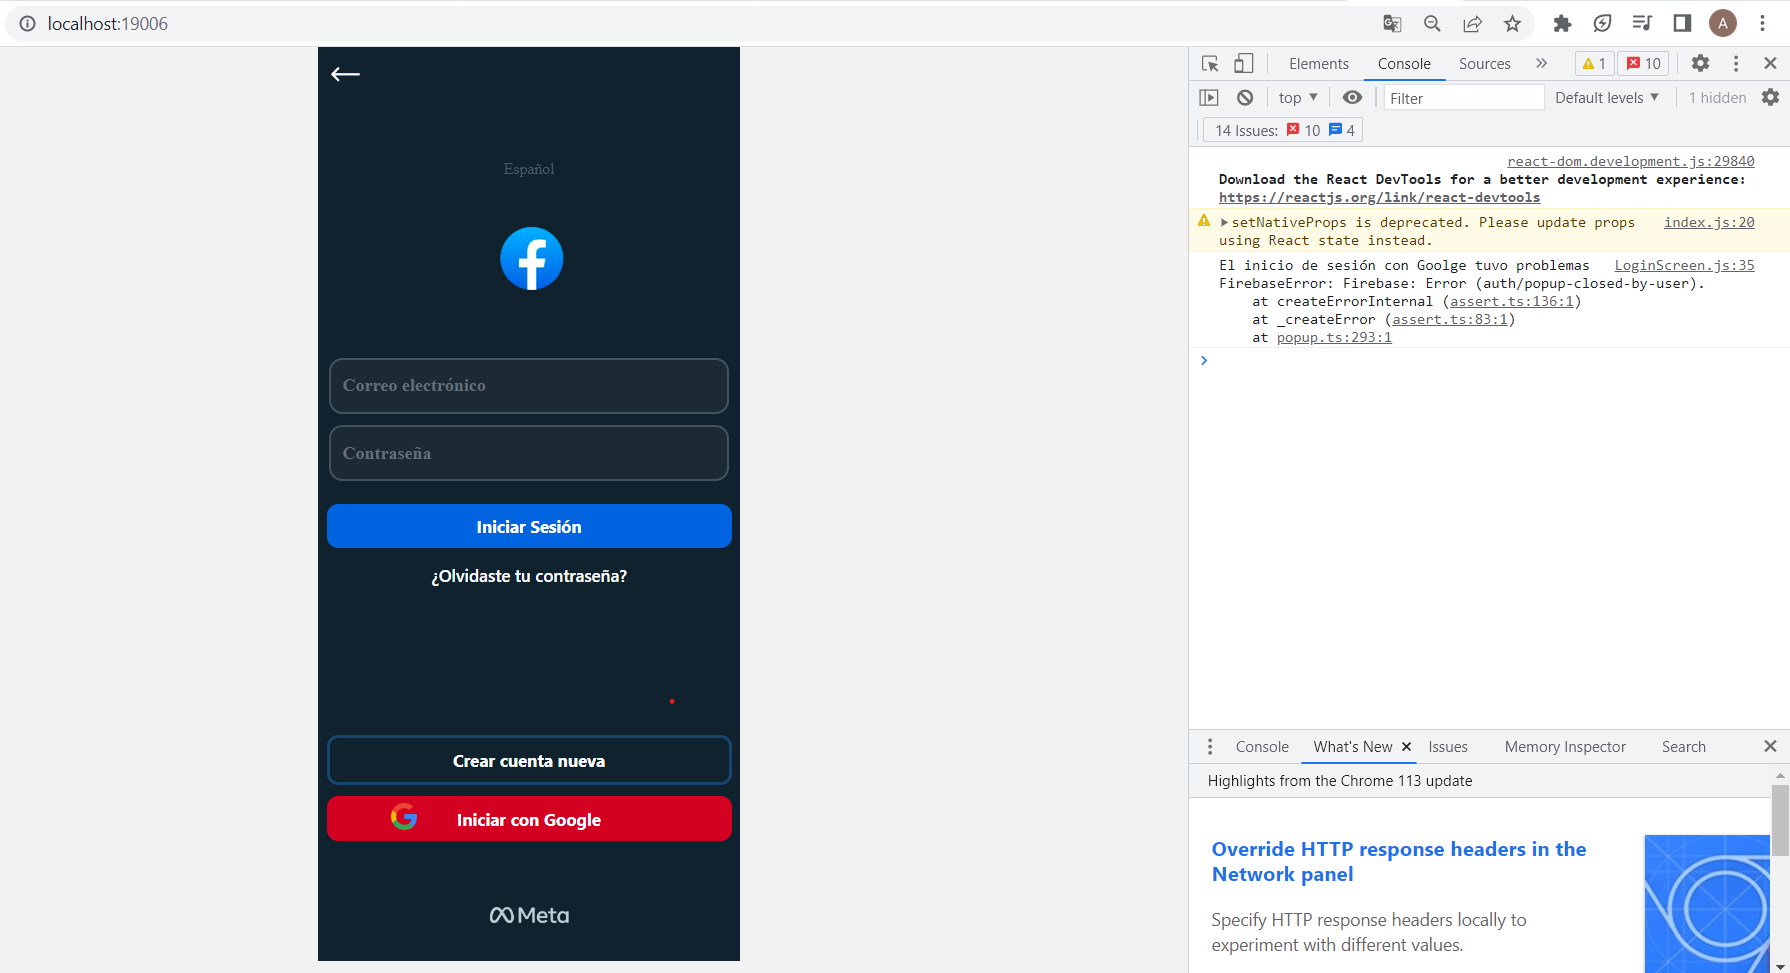 localhost:19006
A
Español
Correo electrónico
Contraseña
Iniciar Sesión
¿Olvidaste tu contraseña?
Crear cuenta nueva
Iniciar con Google
Meta
Elements Console Sources 1 10
top Filter Default levels 1 hidden
14 Issues: 10 4
react-dom.development.js:29840
Download the React DevTools for a better development experience:
https://reactjs.org/link/react-devtools
setNativeProps is deprecated. Please update props index.js:20
using React state instead.
El inicio de sesión con Goolge tuvo problemas LoginScreen.js:35
FirebaseError: Firebase: Error (auth/popup-closed-by-user).
at createErrorInternal (assert.ts:136:1)
at _createError (assert.ts:83:1)
at popup.ts:293:1
Console What's New Issues Memory Inspector Search
Highlights from the Chrome 113 update
Override HTTP response headers in the
Network panel
Specify HTTP response headers locally to
experiment with different values.